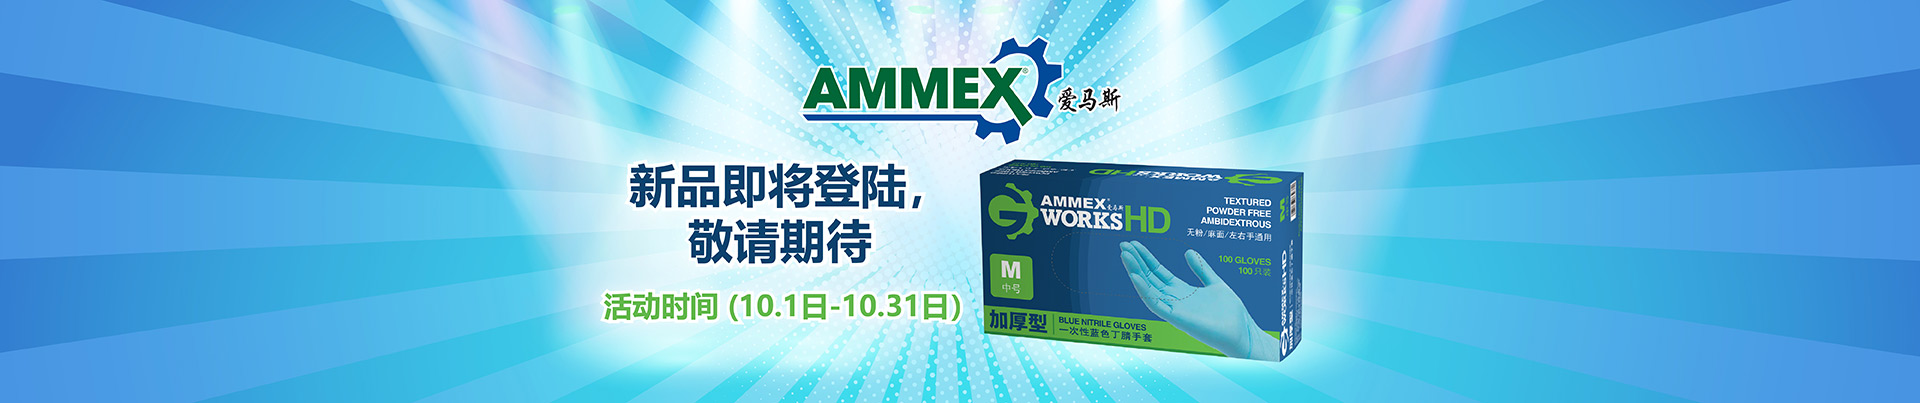 AMMEX®
爱马斯
新品即将登陆,
敬请期待
活动时间 (10.1日-10.31日)
AMMEX® 爱马斯
WORKS HD
TEXTURED
POWDER FREE
AMBIDEXTROUS
无粉/麻面/左右手通用
100 GLOVES
100 只装
M
中号
加厚型
BLUE NITRILE GLOVES
一次性蓝色丁腈手套